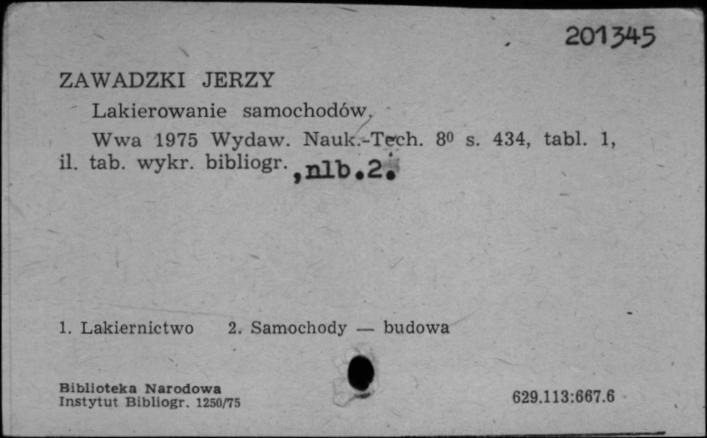 201345
ZAWADZKI JERZY
Lakierowanie samochodów.
Wwa 1975 Wydaw. Nauk.-Tech. 8⁰ s. 434, tabl. 1,
il. tab. wykr. bibliogr. , nlb.2.
1. Lakiernictwo 2. Samochody — budowa
Biblioteka Narodowa
Instytut Bibliogr. 1250/75
629.113:667.6